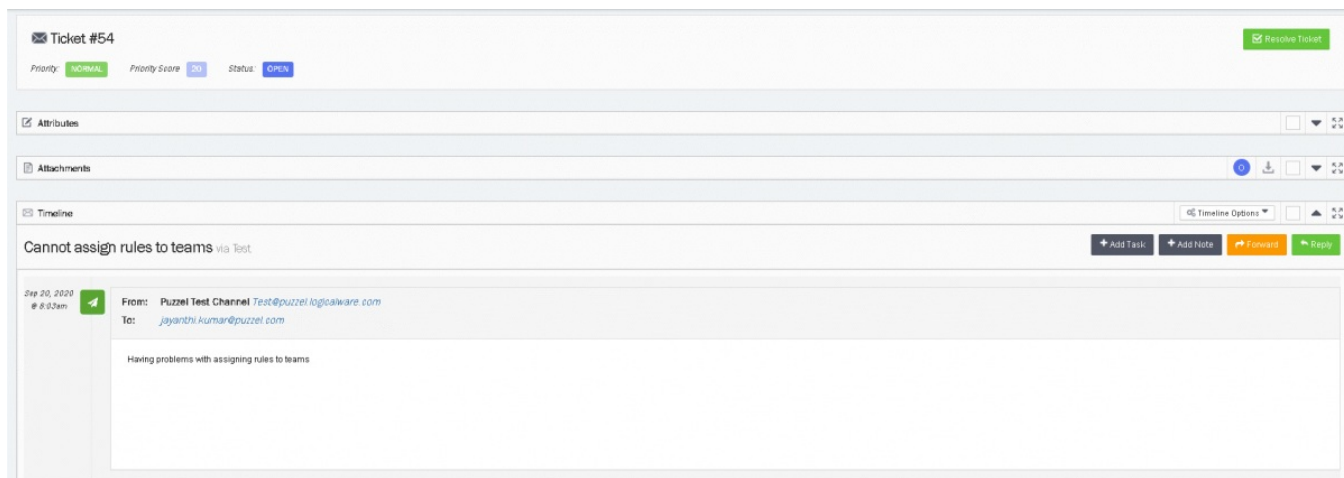 Ticket #54
Resolve Ticket
Priority: NORMAL Priority Score 20 Status: OPEN
Attributes
Attachments 0
Timeline Timeline Options
Cannot assign rules to teams via Test
+ Add Task + Add Note Forward Reply
Sep 20, 2020
@ 8:03am
From: Puzzel Test Channel Test@puzzel.logicalware.com
To: jayanthi.kumar@puzzel.com
Having problems with assigning rules to teams